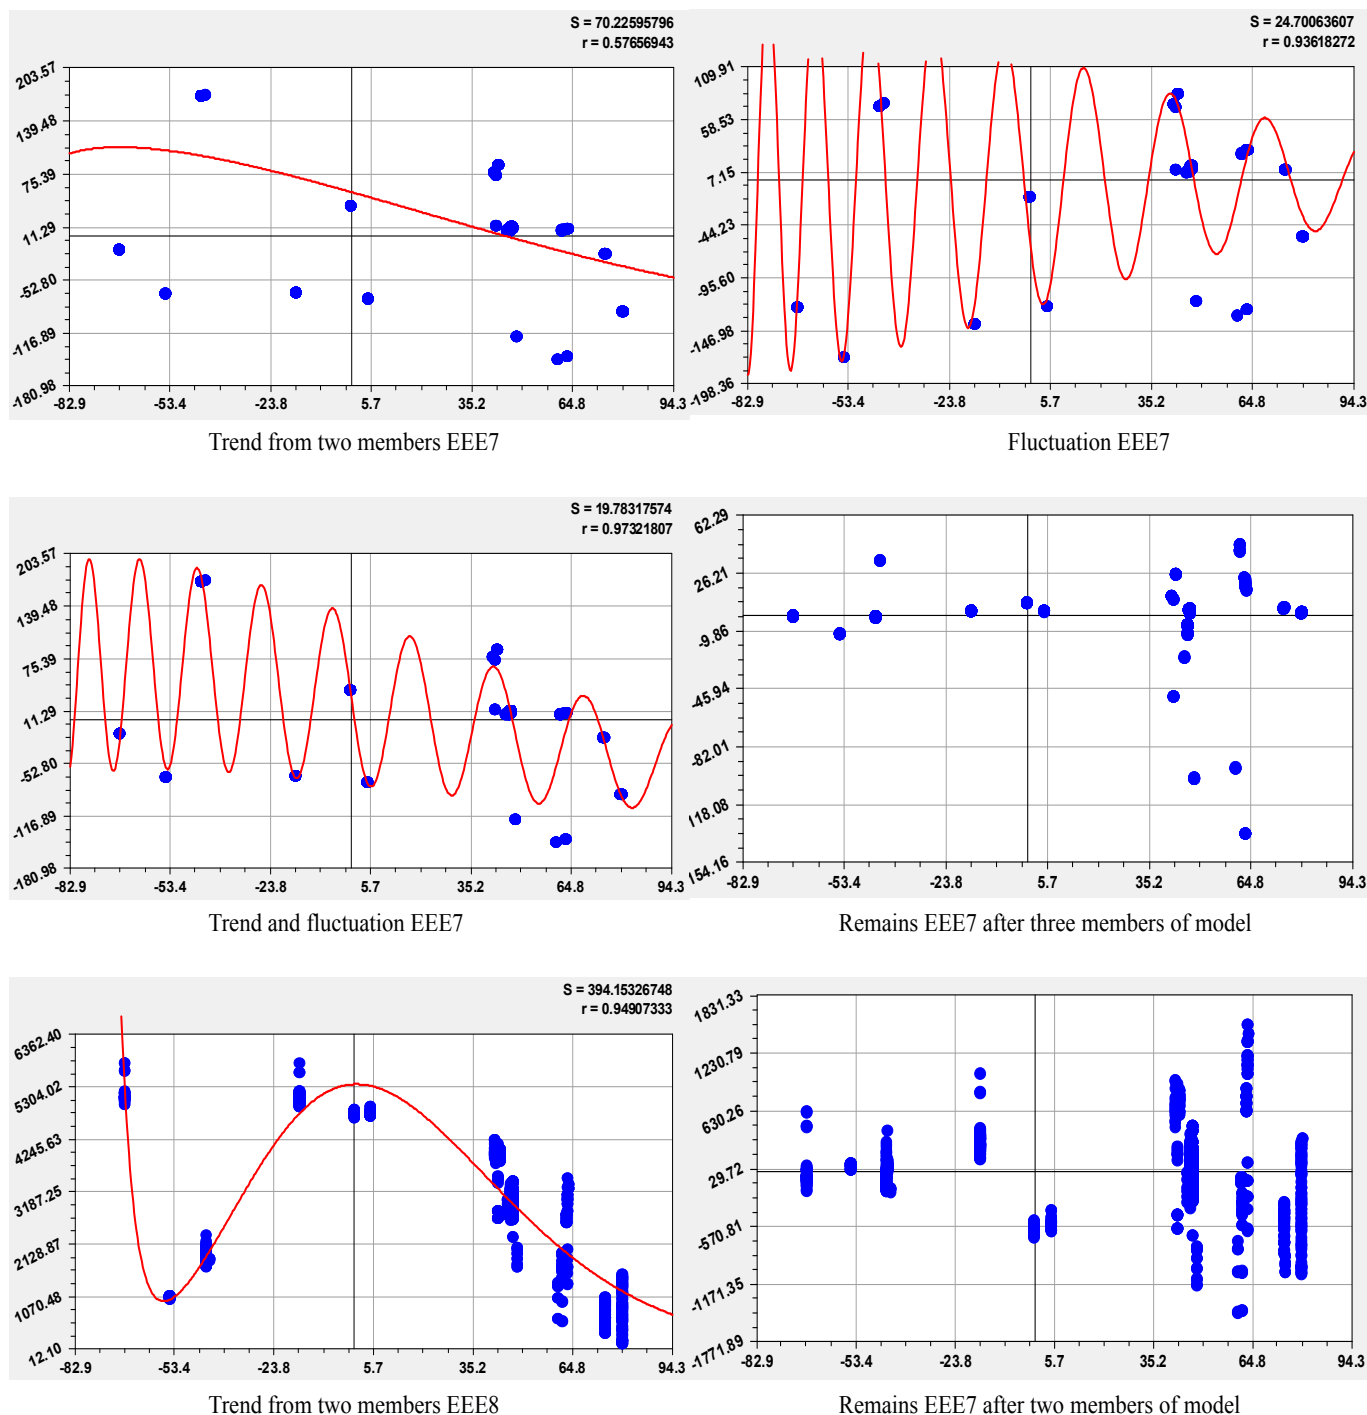 S = 70.22595796
r = 0.57656943
203.57
139.48
75.39
11.29
-52.80
-116.89
-180.98
-82.9 -53.4 -23.8 5.7 35.2 64.8 94.3
Trend from two members EEE7
S = 24.70063607
r = 0.93618272
109.91
58.53
7.15
-44.23
-95.60
-146.98
-198.36
-82.9 -53.4 -23.8 5.7 35.2 64.8 94.3
Fluctuation EEE7
S = 19.78317574
r = 0.97321807
203.57
139.48
75.39
11.29
-52.80
-116.89
-180.98
-82.9 -53.4 -23.8 5.7 35.2 64.8 94.3
Trend and fluctuation EEE7
62.29
26.21
-9.86
-45.94
-82.01
118.08
154.16
-82.9 -53.4 -23.8 5.7 35.2 64.8 94.3
Remains EEE7 after three members of model
S = 394.15326748
r = 0.94907333
6362.40
5304.02
4245.63
3187.25
2128.87
1070.48
12.10
-82.9 -53.4 -23.8 5.7 35.2 64.8 94.3
Trend from two members EEE8
1831.33
1230.79
630.26
29.72
-570.81
-1171.35
-1771.89
-82.9 -53.4 -23.8 5.7 35.2 64.8 94.3
Remains EEE7 after two members of model